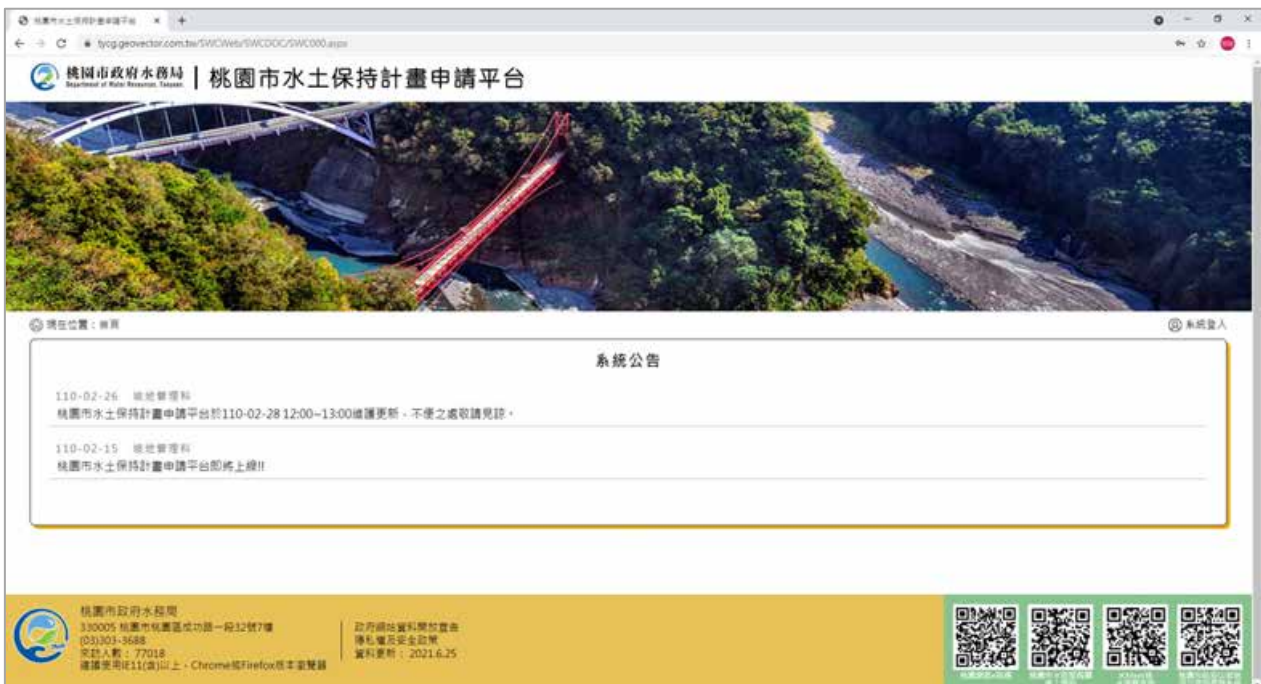 桃園市水土保持計畫申請平台
tycg.geovector.com.tw/SWCWeb/SWCDOC/SWC000.aspx
桃園市政府水務局
Department of Water Resources, Taoyuan
桃園市水土保持計畫申請平台
現在位置：首頁
系統登入
系統公告
110-02-26 坡地管理科
桃園市水土保持計畫申請平台於110-02-28 12:00~13:00維護更新，不便之處敬請見諒。
110-02-15 坡地管理科
桃園市水土保持計畫申請平台即將上線!!
桃園市政府水務局
330005 桃園市桃園區成功路一段32號7樓
(03)303-3688
來訪人數：77018
建議使用IE11(含)以上、Chrome或Firefox版本瀏覽器
政府網站資料開放宣告
隱私權及安全政策
資料更新：2021.6.25